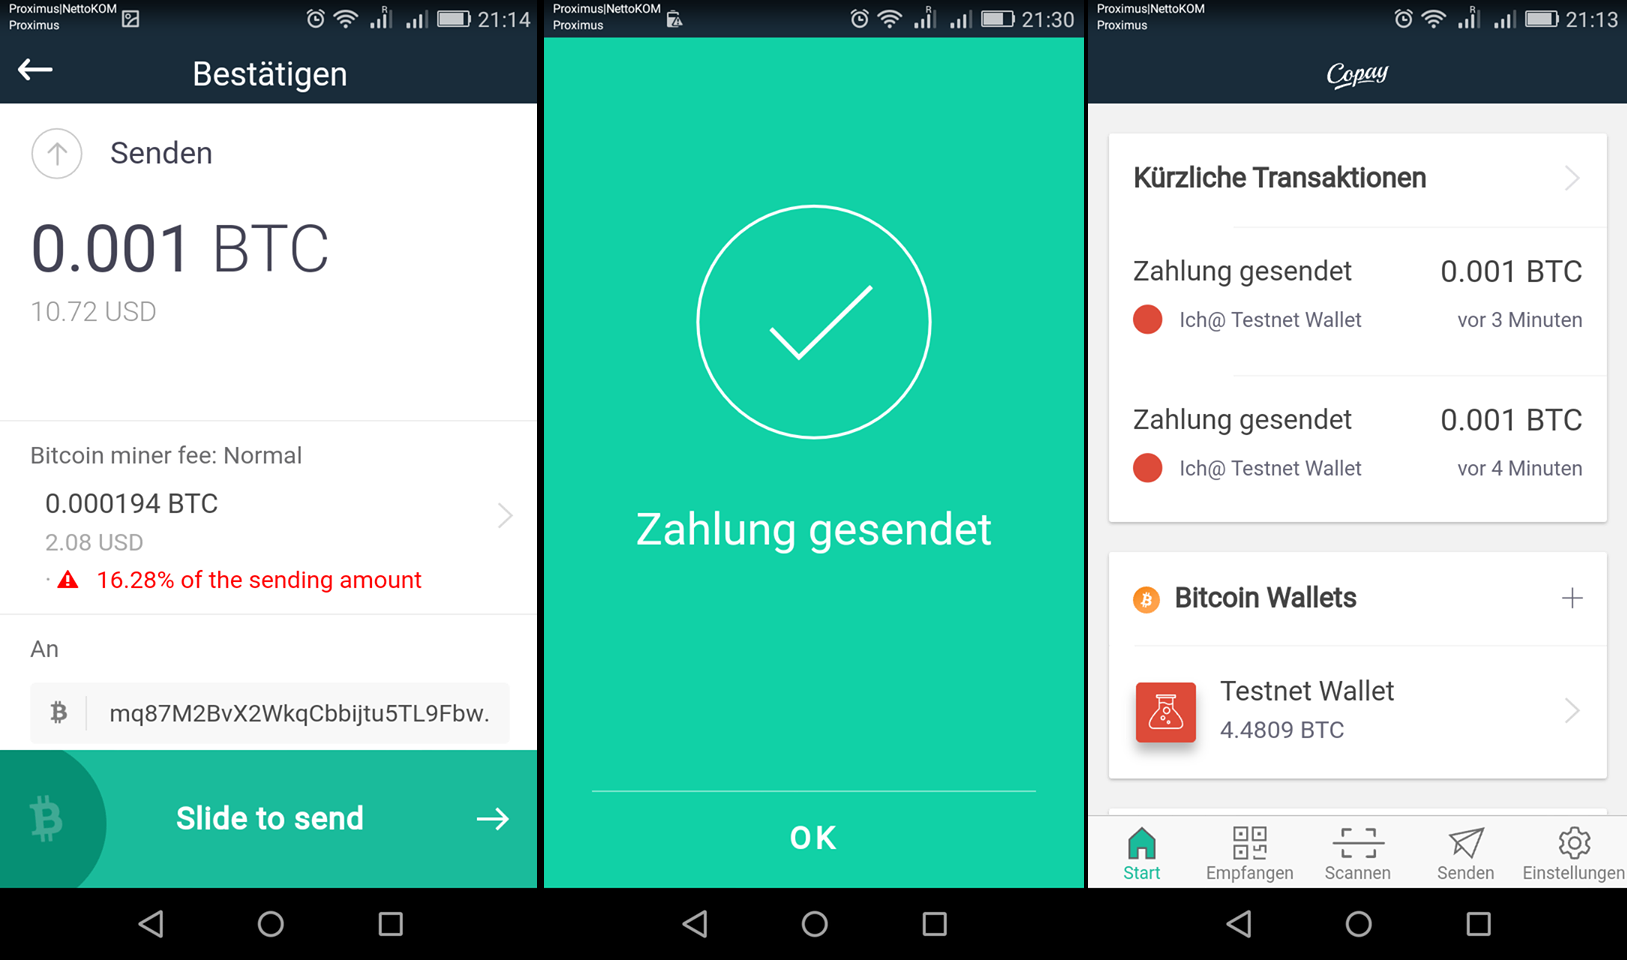 Proximus|NettoKOM
Proximus
R
21:14
Bestätigen
Senden
0.001 BTC
10.72 USD
Bitcoin miner fee: Normal
0.000194 BTC
2.08 USD
16.28% of the sending amount
An
mq87M2BvX2WkqCbbijtu5TL9Fbw.
Slide to send
Proximus|NettoKOM
Proximus
R
21:30
Zahlung gesendet
OK
Proximus|NettoKOM
Proximus
R
21:13
Copay
Kürzliche Transaktionen
Zahlung gesendet 0.001 BTC
Ich@ Testnet Wallet vor 3 Minuten
Zahlung gesendet 0.001 BTC
Ich@ Testnet Wallet vor 4 Minuten
Bitcoin Wallets
Testnet Wallet
4.4809 BTC
Start Empfangen Scannen Senden Einstellungen